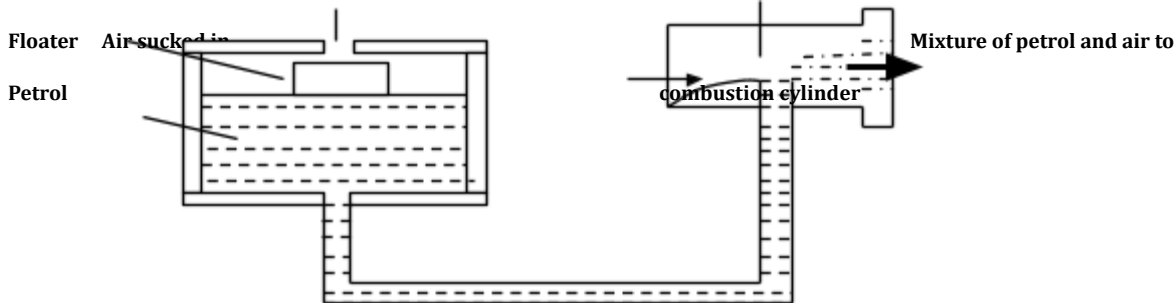 Floater Air sucked in Mixture of petrol and air to
Petrol combustion cylinder